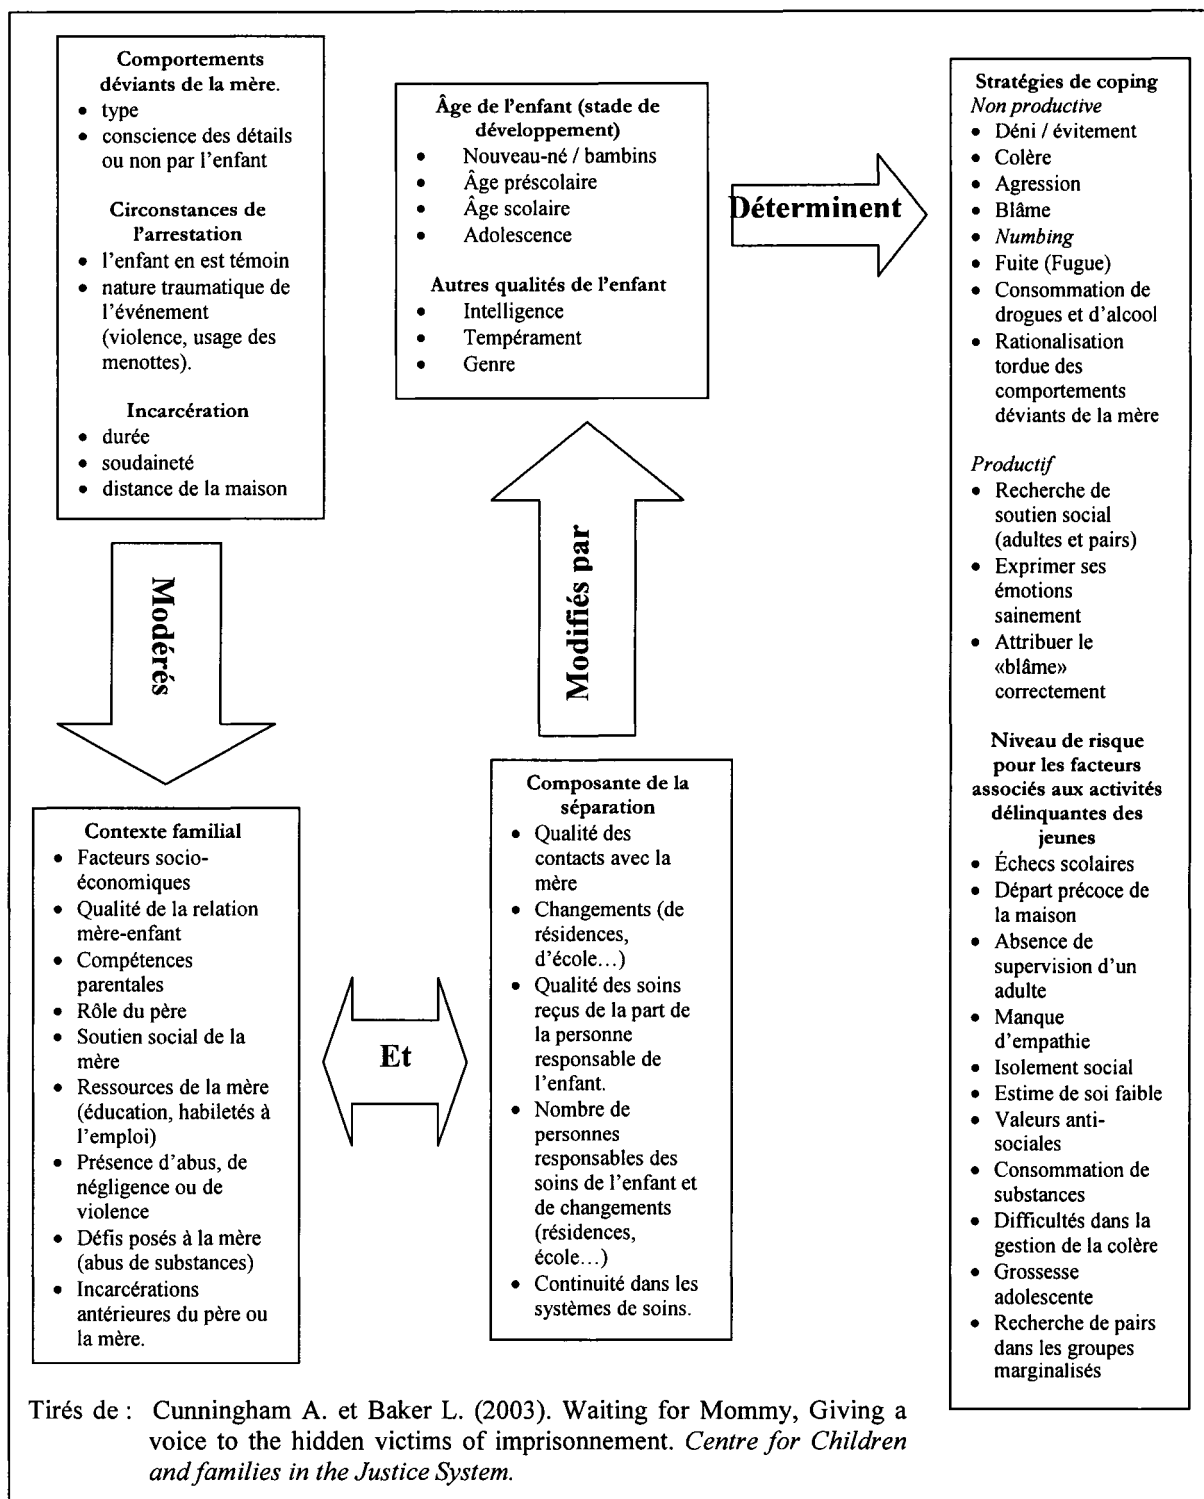 Comportements
déviants de la mère.
• type
• conscience des détails
ou non par l'enfant
Circonstances de
l'arrestation
• l'enfant en est témoin
• nature traumatique de
l'événement
(violence, usage des
menottes).
Incarcération
• durée
• soudaineté
• distance de la maison
Modérés
Contexte familial
• Facteurs socio-
économiques
• Qualité de la relation
mère-enfant
• Compétences
parentales
• Rôle du père
• Soutien social de la
mère
• Ressources de la mère
(éducation, habiletés à
l'emploi)
• Présence d'abus, de
négligence ou de
violence
• Défis posés à la mère
(abus de substances)
• Incarcérations
antérieures du père ou
la mère.
Et
Composante de la
séparation
• Qualité des
contacts avec la
mère
• Changements (de
résidences,
d'école…)
• Qualité des soins
reçus de la part de
la personne
responsable de
l'enfant.
• Nombre de
personnes
responsables des
soins de l'enfant et
de changements
(résidences,
école…)
• Continuité dans les
systèmes de soins.
Modifiés par
Âge de l'enfant (stade de
développement)
• Nouveau-né / bambins
• Âge préscolaire
• Âge scolaire
• Adolescence
Autres qualités de l'enfant
• Intelligence
• Tempérament
• Genre
Déterminent
Stratégies de coping
Non productive
• Déni / évitement
• Colère
• Agression
• Blâme
• Numbing
• Fuite (Fugue)
• Consommation de
drogues et d'alcool
• Rationalisation
tordue des
comportements
déviants de la mère
Productif
• Recherche de
soutien social
(adultes et pairs)
• Exprimer ses
émotions
sainement
• Attribuer le
«blâme»
correctement
Niveau de risque
pour les facteurs
associés aux activités
délinquantes des
jeunes
• Échecs scolaires
• Départ précoce de
la maison
• Absence de
supervision d'un
adulte
• Manque
d'empathie
• Isolement social
• Estime de soi faible
• Valeurs anti-
sociales
• Consommation de
substances
• Difficultés dans la
gestion de la colère
• Grossesse
adolescente
• Recherche de pairs
dans les groupes
marginalisés
Tirés de : Cunningham A. et Baker L. (2003). Waiting for Mommy, Giving a
voice to the hidden victims of imprisonnement. Centre for Children
and families in the Justice System.